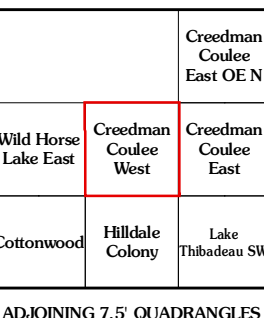 Creedman
Coulee
East OE N
Wild Horse
Lake East
Creedman
Coulee
West
Creedman
Coulee
East
Cottonwood
Hilldale
Colony
Lake
Thibadeau SW
ADJOINING 7.5' QUADRANGLES